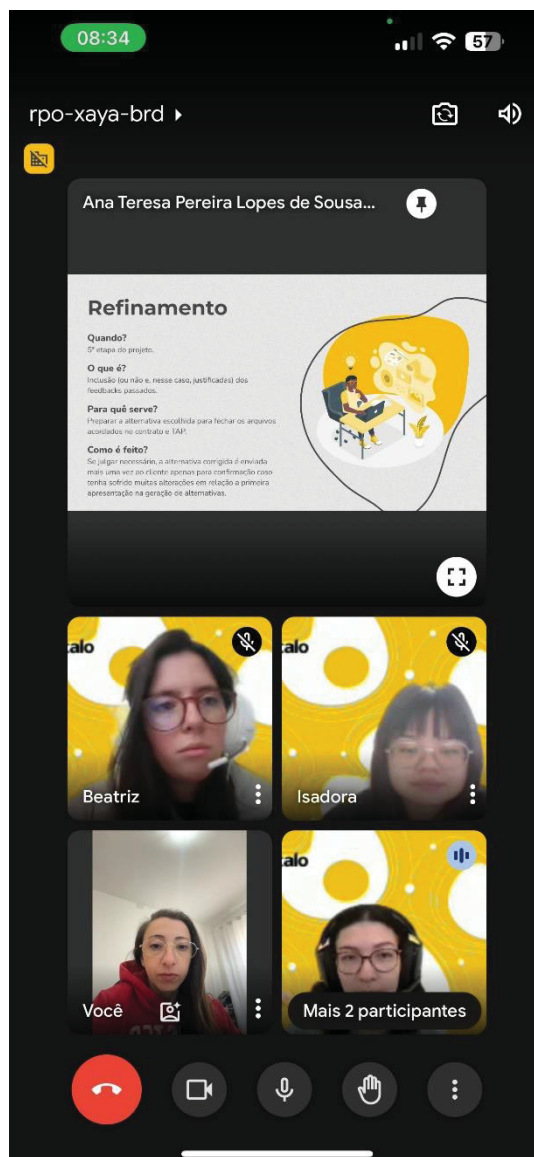 08:34
57
rpo-xaya-brd
Ana Teresa Pereira Lopes de Sousa...
Refinamento
Quando?
5ª etapa do projeto.
O que é?
Inclusão (ou não e, nesse caso, justificadas) dos
feedbacks passados.
Para quê serve?
Preparar a alternativa escolhida para fechar os arquivos
acordados no contrato e TAP.
Como é feito?
Se julgar necessário, a alternativa corrigida é enviada
mais uma vez ao cliente apenas para confirmação caso
tenha sofrido muitas alterações em relação a primeira
apresentação na geração de alternativas.
talo
talo
Beatriz
Isadora
talo
Você
Mais 2 participantes